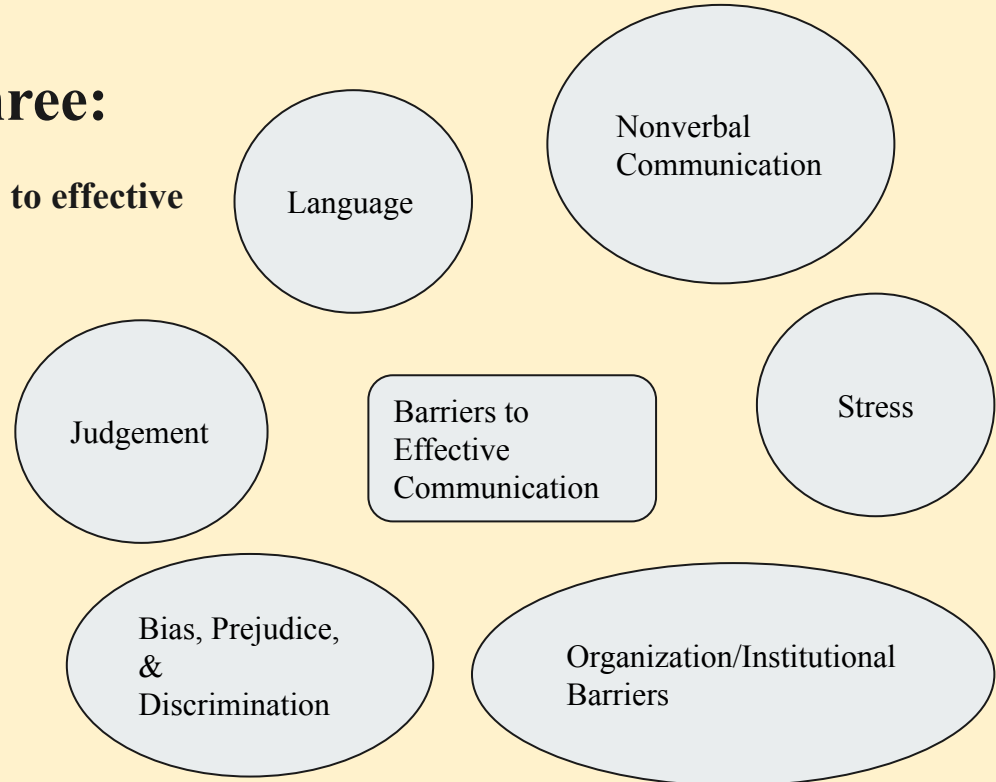 ree:
to effective
Language
Nonverbal
Communication
Judgement
Barriers to
Effective
Communication
Stress
Bias, Prejudice,
&
Discrimination
Organization/Institutional
Barriers